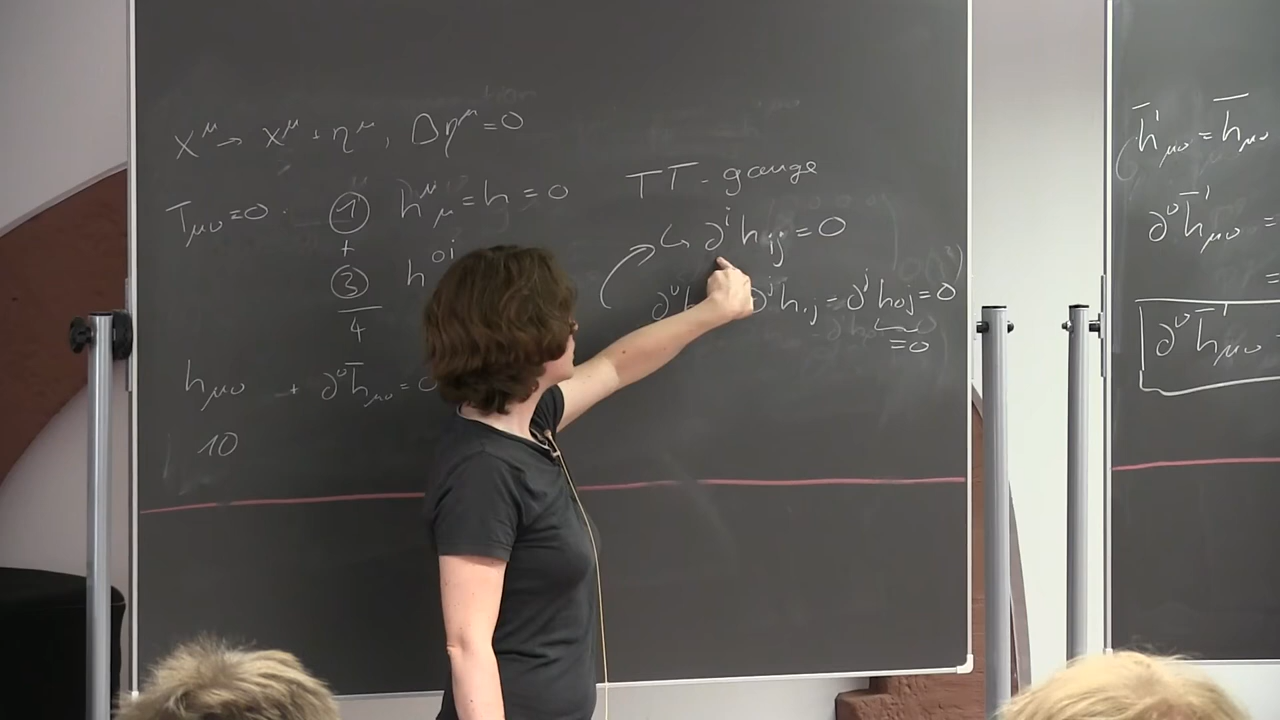 x^μ → x^μ + η^μ , Δη^μ = 0
T_μν = 0 . ① h^μ_μ = h = 0
+
③ h^0i
4
h_μν + ∂^ν h̄_μν = 0
10
TT - gauge
↳ ∂^i h_ij = 0
∂^j h_ij = ∂^j h_0j = 0
= 0
h̄'_μν = h̄_μν
∂^ν h̄'_μν =
=
∂^ν h̄'_μν